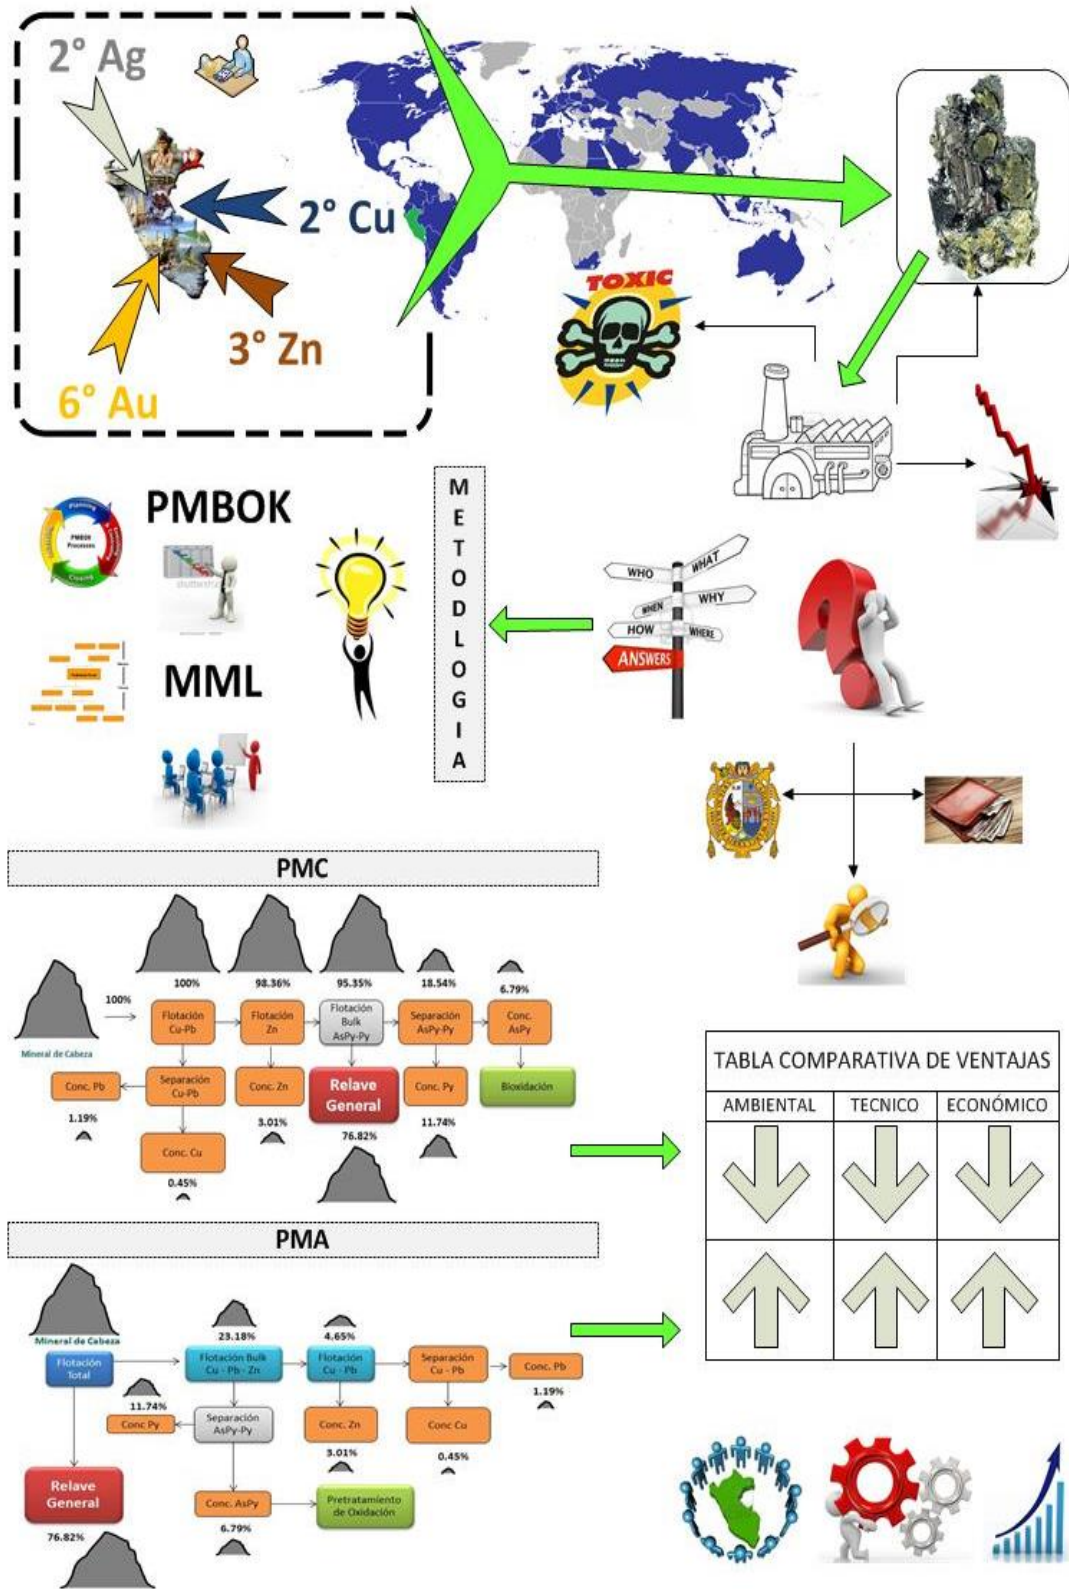 2° Ag
2° Cu
3° Zn
6° Au
TOXIC
PMBOK
Planning
PMBOK
Processes
Closing
MML
METODLOGIA
WHO
WHAT
WHEN
WHY
HOW
WHERE
ANSWERS
PMC
100%
98.36%
95.35%
18.54%
6.79%
100%
Mineral de Cabeza
Flotación
Cu-Pb
Flotación
Zn
Flotación
Bulk
AsPy-Py
Separación
AsPy-Py
Conc.
AsPy
Conc. Pb
1.19%
Separación
Cu-Pb
Conc. Zn
3.01%
Relave
General
76.82%
Conc. Py
11.74%
Bioxidación
Conc. Cu
0.45%
TABLA COMPARATIVA DE VENTAJAS
AMBIENTAL
TECNICO
ECONÓMICO
PMA
Mineral de Cabeza
23.18%
4.65%
Flotación
Total
Flotación Bulk
Cu - Pb - Zn
Flotación
Cu - Pb
Separación
Cu - Pb
Conc. Pb
1.19%
11.74%
Conc Py
Separación
AsPy-Py
Conc. Zn
3.01%
Conc Cu
0.45%
Relave
General
76.82%
Conc. AsPy
6.79%
Pretratamiento
de Oxidación